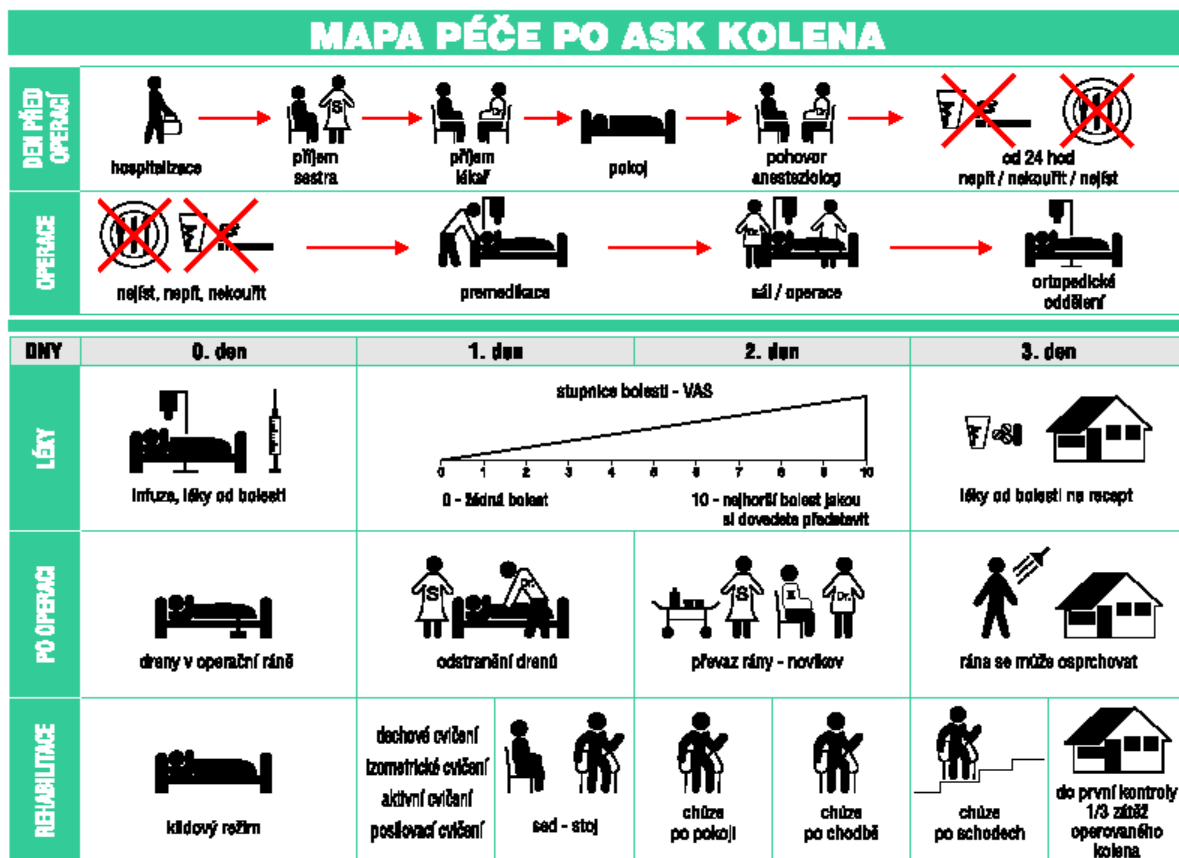 MAPA PÉČE PO ASK KOLENA
DEN PŘED
OPERACÍ
hospitalizace
příjem
sestra
příjem
lékař
pokoj
pohovor
anesteziolog
od 24 hod
nepít / nekouřit / nejíst
OPERACE
nejíst, nepít, nekouřit
premedikace
sál / operace
ortopedické
oddělení
DNY
0. den
1. den
2. den
3. den
LÉKY
infuze, léky od bolesti
stupnice bolesti - VAS
0 1 2 3 4 5 6 7 8 9 10
0 - žádná bolest
10 - nejhorší bolest jakou
si dovedete představit
léky od bolesti na recept
PO OPERACI
dreny v operační ráně
S
Dr.
odstranění drenů
S
Dr.
převaz rány - novikov
rána se může osprchovat
REHABILITACE
klidový režim
dechové cvičení
izometrické cvičení
aktivní cvičení
posilovací cvičení
sed - stoj
chůze
po pokoji
chůze
po chodbě
chůze
po schodech
do první kontroly
1/3 zátěž
operovaného
kolena